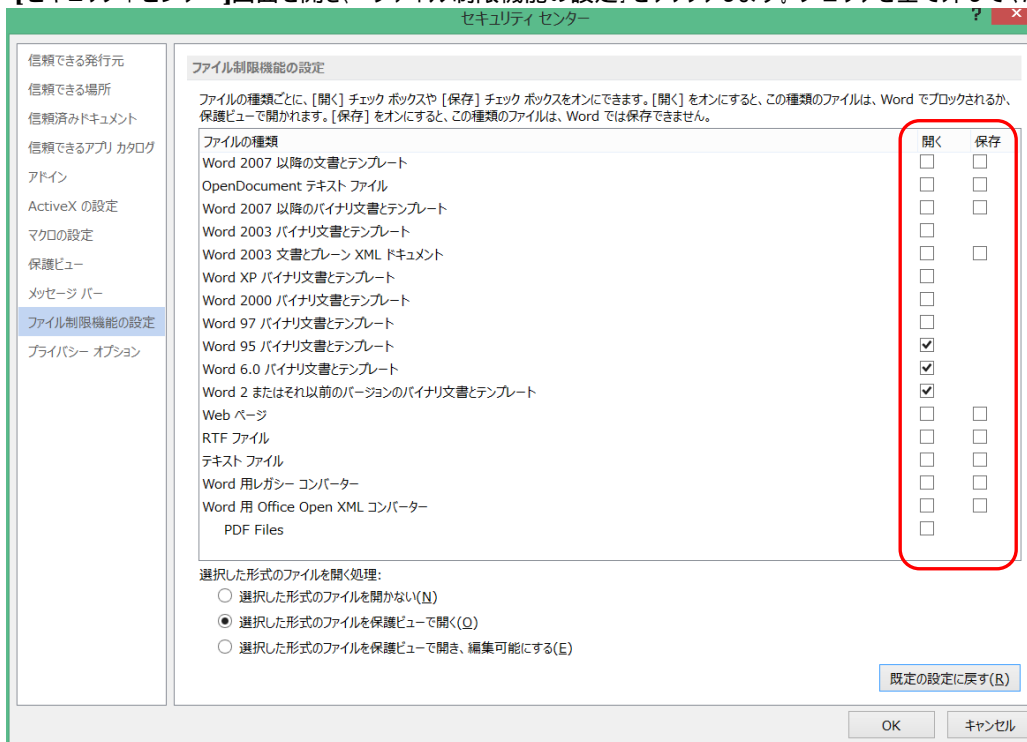 [セキュリティセンター]画面を開き、「ファイル制限機能の設定」をクリックします。チェックを全て外して
セキュリティ センター ? ×
信頼できる発行元
信頼できる場所
信頼済みドキュメント
信頼できるアプリ カタログ
アドイン
ActiveX の設定
マクロの設定
保護ビュー
メッセージ バー
ファイル制限機能の設定
プライバシー オプション
ファイル制限機能の設定
ファイルの種類ごとに、[開く] チェック ボックスや [保存] チェック ボックスをオンにできます。[開く] をオンにすると、この種類のファイルは、Word でブロックされるか、
保護ビューで開かれます。[保存] をオンにすると、この種類のファイルは、Word では保存できません。
ファイルの種類 開く 保存
Word 2007 以降の文書とテンプレート
OpenDocument テキスト ファイル
Word 2007 以降のバイナリ文書とテンプレート
Word 2003 バイナリ文書とテンプレート
Word 2003 文書とプレーン XML ドキュメント
Word XP バイナリ文書とテンプレート
Word 2000 バイナリ文書とテンプレート
Word 97 バイナリ文書とテンプレート
Word 95 バイナリ文書とテンプレート
Word 6.0 バイナリ文書とテンプレート
Word 2 またはそれ以前のバージョンのバイナリ文書とテンプレート
Web ページ
RTF ファイル
テキスト ファイル
Word 用レガシー コンバーター
Word 用 Office Open XML コンバーター
PDF Files
選択した形式のファイルを開く処理:
選択した形式のファイルを開かない(N)
選択した形式のファイルを保護ビューで開く(O)
選択した形式のファイルを保護ビューで開き、編集可能にする(E)
既定の設定に戻す(R)
OK キャンセル